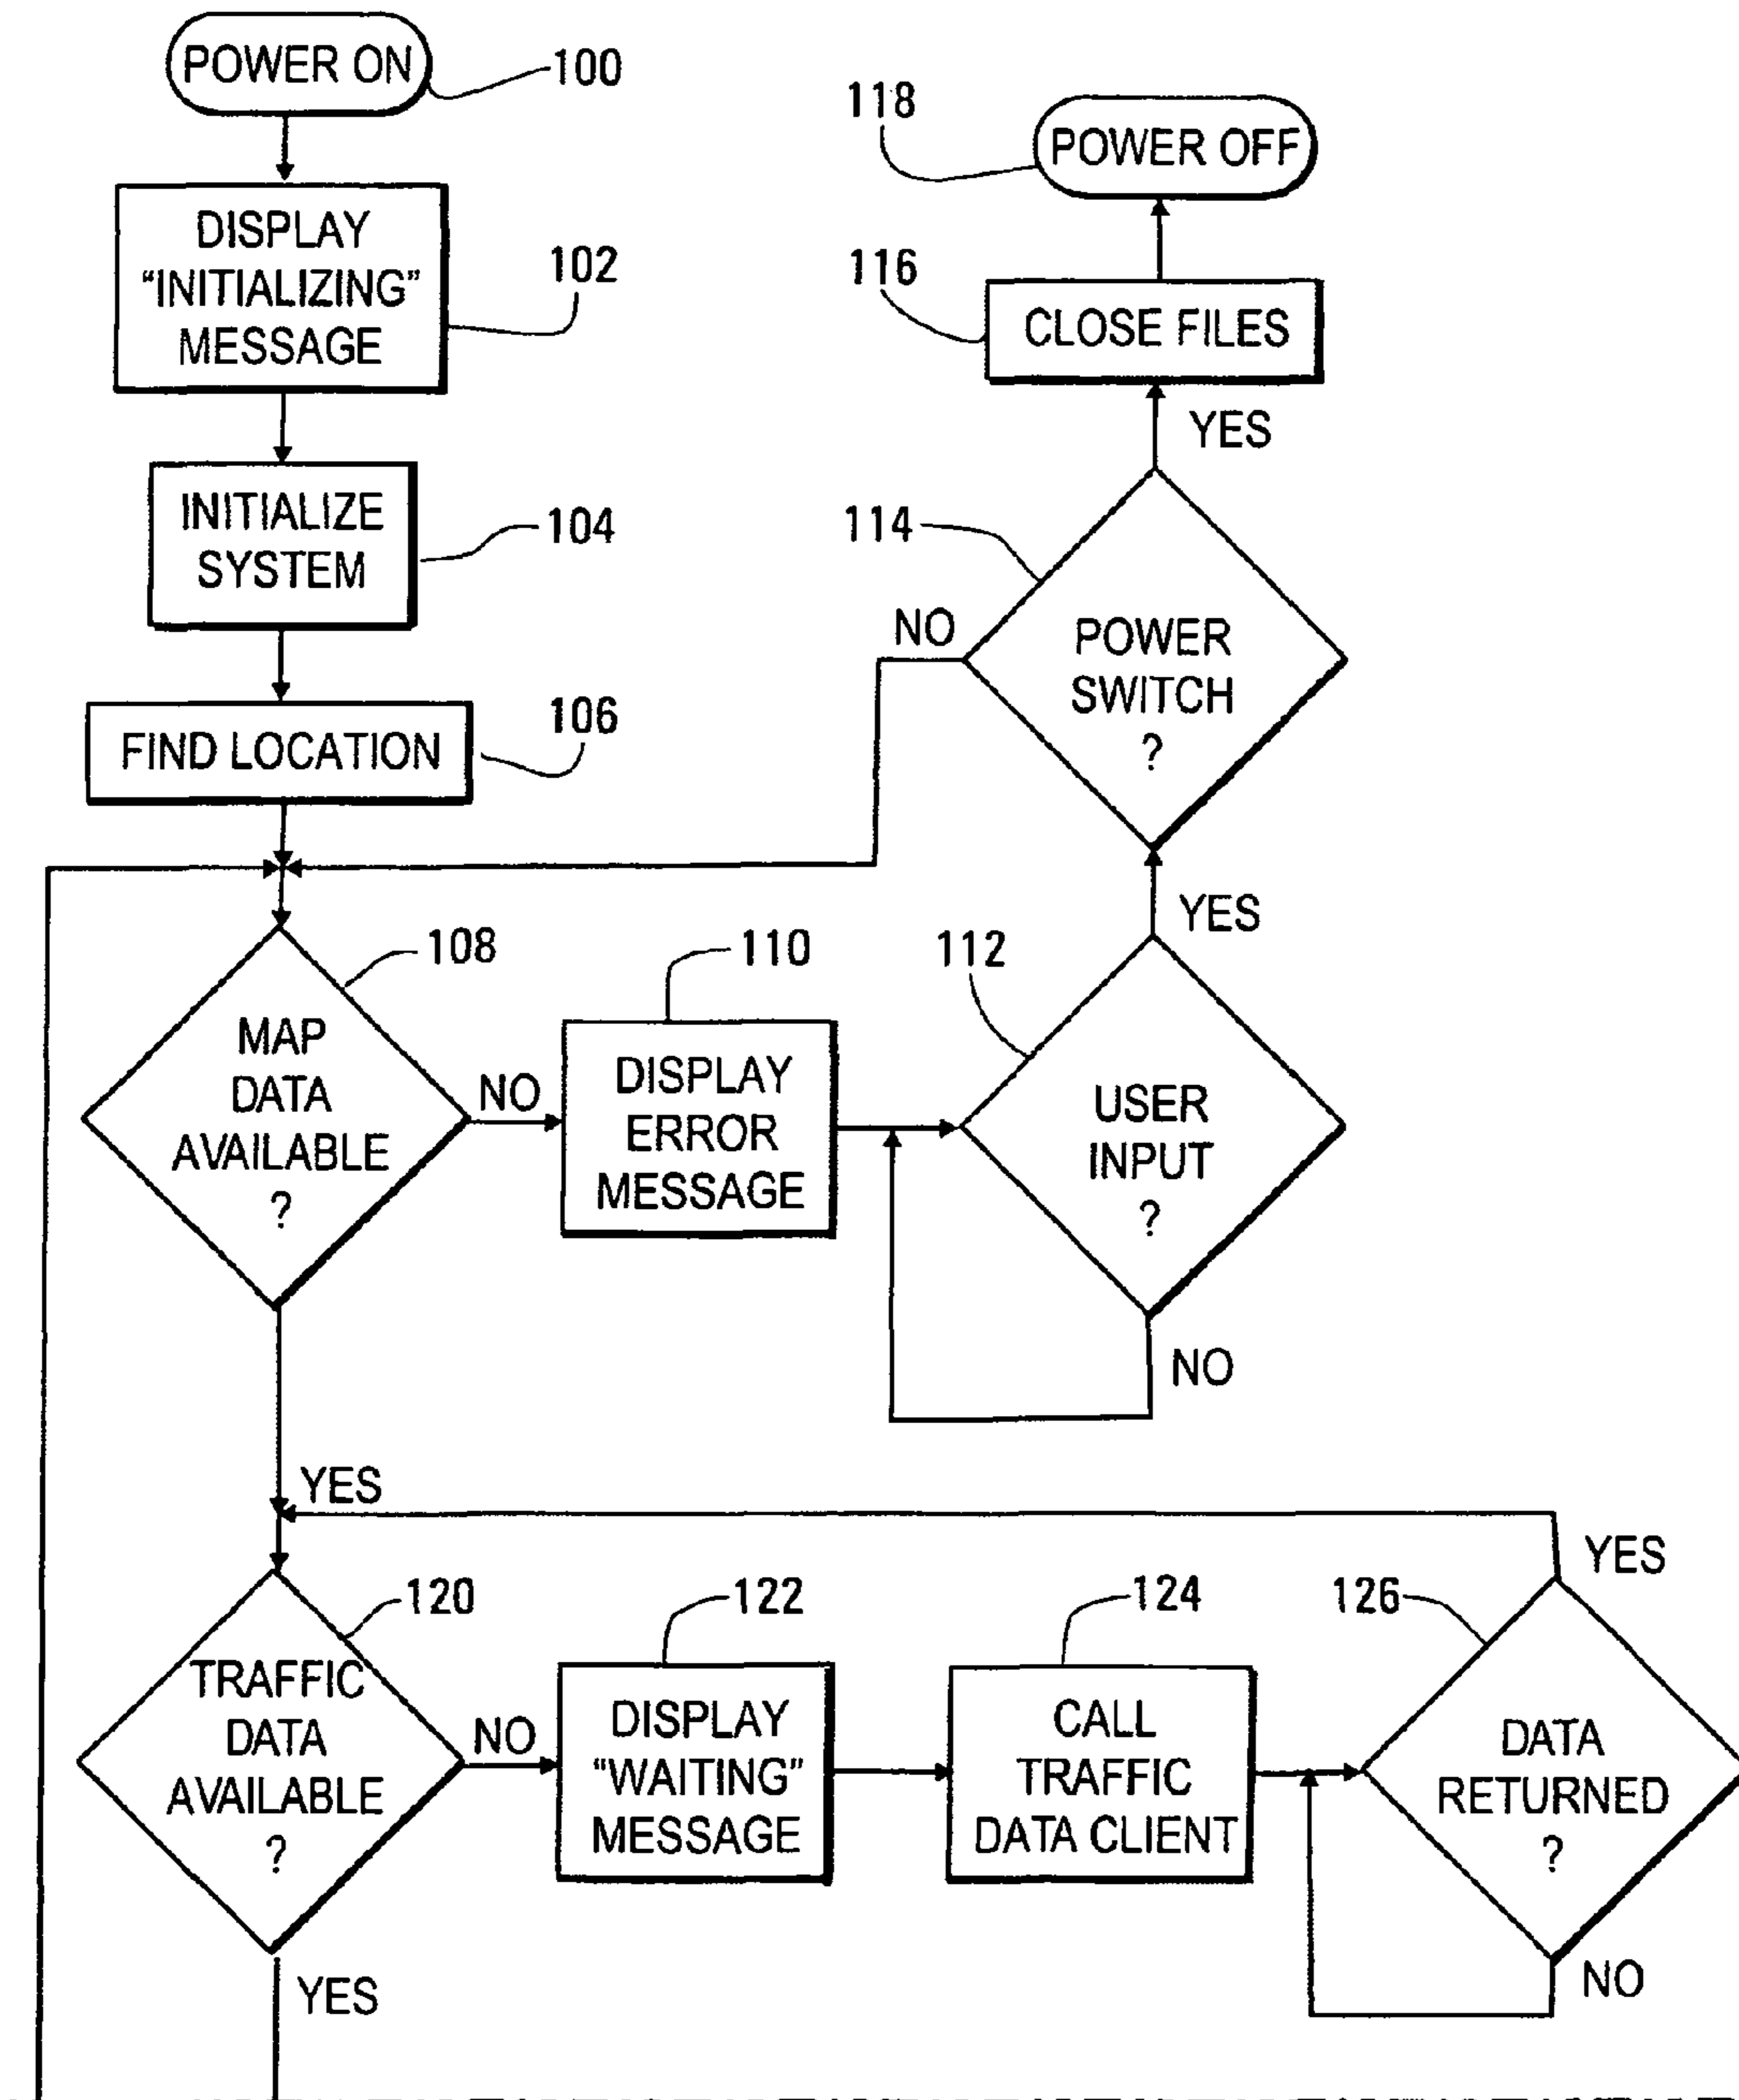 POWER ON
100
DISPLAY
“INITIALIZING”
MESSAGE
102
INITIALIZE
SYSTEM
104
FIND LOCATION
106
118
POWER OFF
116
CLOSE FILES
YES
114
NO
POWER
SWITCH
?
YES
108
MAP
DATA
AVAILABLE
?
NO
110
DISPLAY
ERROR
MESSAGE
112
USER
INPUT
?
NO
YES
120
TRAFFIC
DATA
AVAILABLE
?
NO
122
DISPLAY
“WAITING”
MESSAGE
124
CALL
TRAFFIC
DATA CLIENT
126
DATA
RETURNED
?
YES
NO
YES